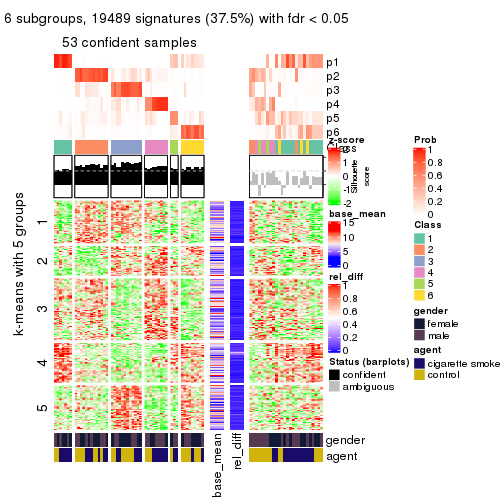 6 subgroups, 19489 signatures (37.5%) with fdr < 0.05
53 confident samples
p1
p2
p3
p4
p5
p6
Class
Silhouette
score
k-means with 5 groups
1
2
3
4
5
gender
agent
base_mean
rel_diff
z-score
2
1
0
-1
-2
base_mean
15
10
5
0
rel_diff
1
0.8
0.6
0.4
0.2
0
Status (barplots)
confident
ambiguous
Prob
1
0.8
0.6
0.4
0.2
0
Class
1
2
4
4
5
6
gender
female
male
agent
cigarette smoke
control